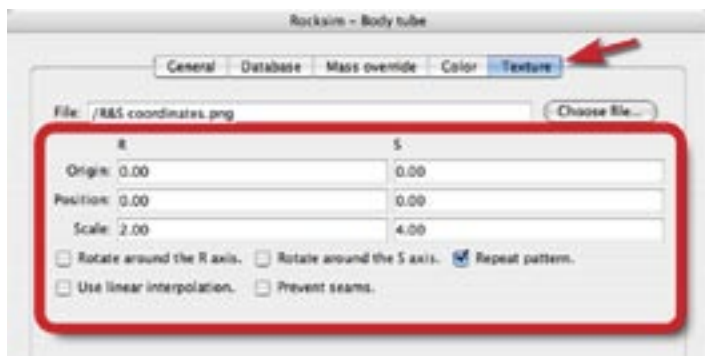 Rocksim - Body tube
General Database Mass override Color Texture
File: /R&S coordinates.png Choose file...
R S
Origin: 0.00 0.00
Position: 0.00 0.00
Scale: 2.00 4.00
Rotate around the R axis. Rotate around the S axis. Repeat pattern.
Use linear interpolation. Prevent seams.